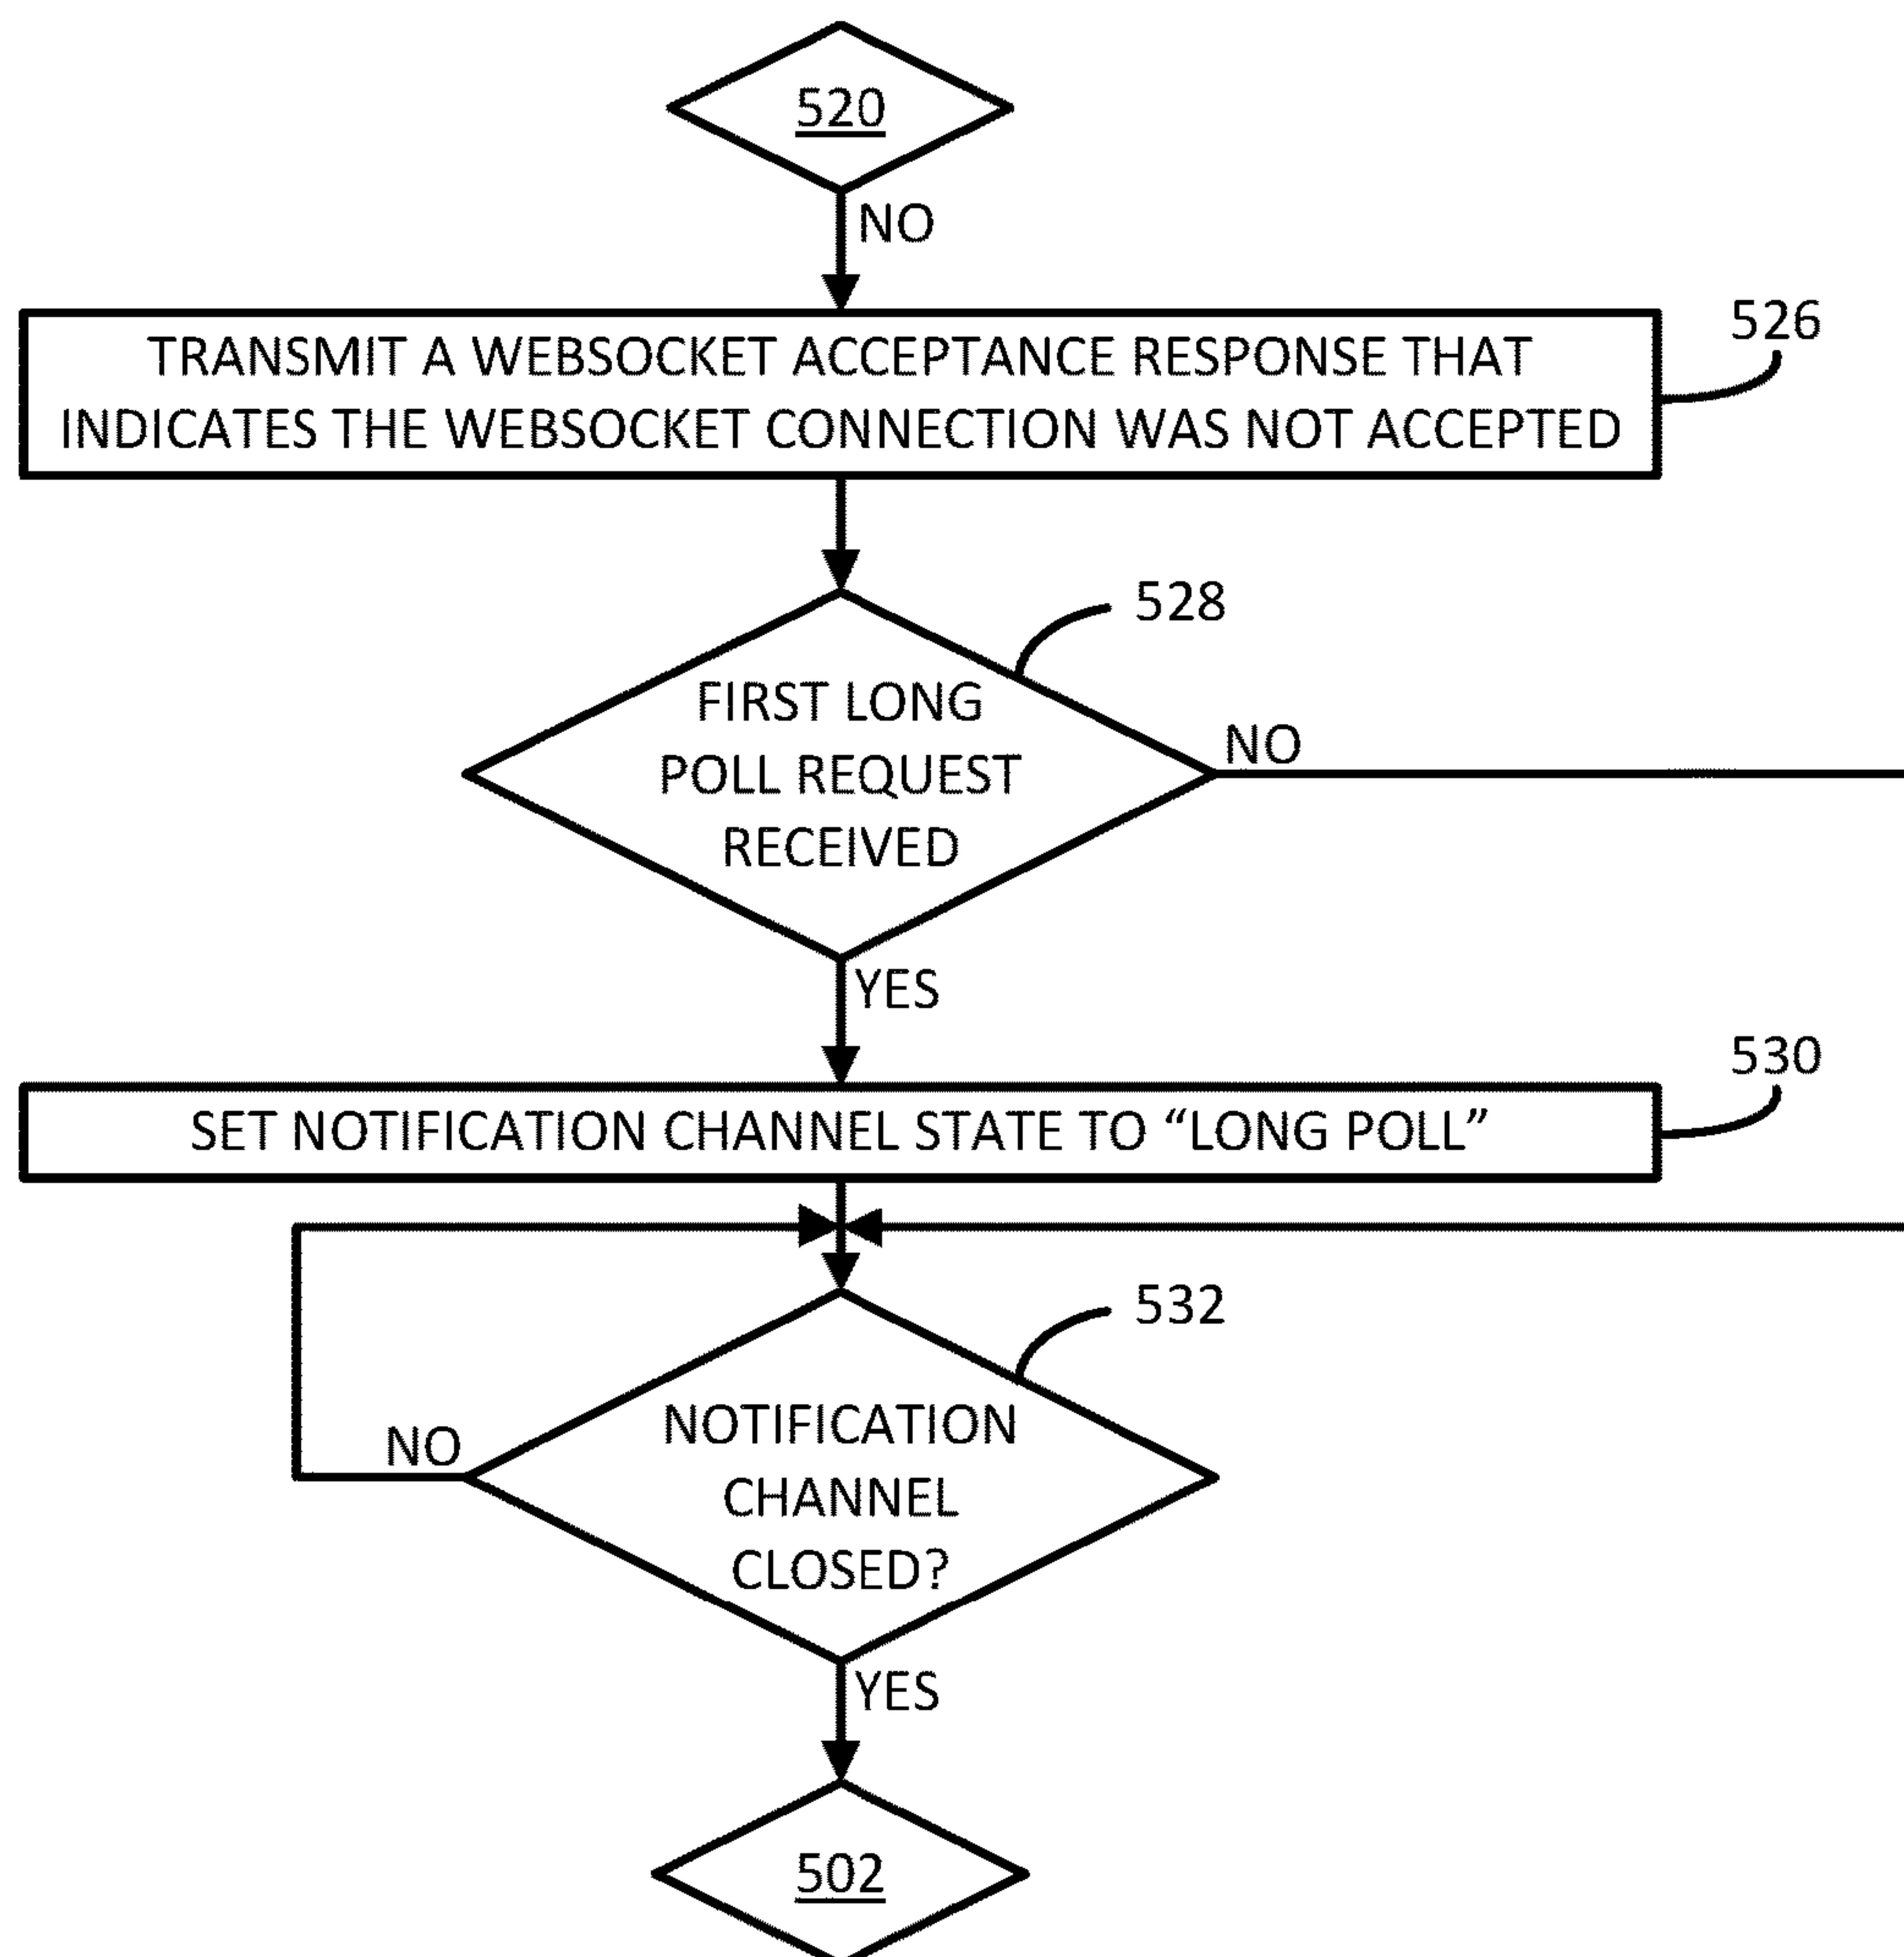 520
NO
TRANSMIT A WEBSOCKET ACCEPTANCE RESPONSE THAT
INDICATES THE WEBSOCKET CONNECTION WAS NOT ACCEPTED
526
528
FIRST LONG
POLL REQUEST
RECEIVED
NO
YES
530
SET NOTIFICATION CHANNEL STATE TO “LONG POLL”
532
NOTIFICATION
CHANNEL
CLOSED?
NO
YES
502